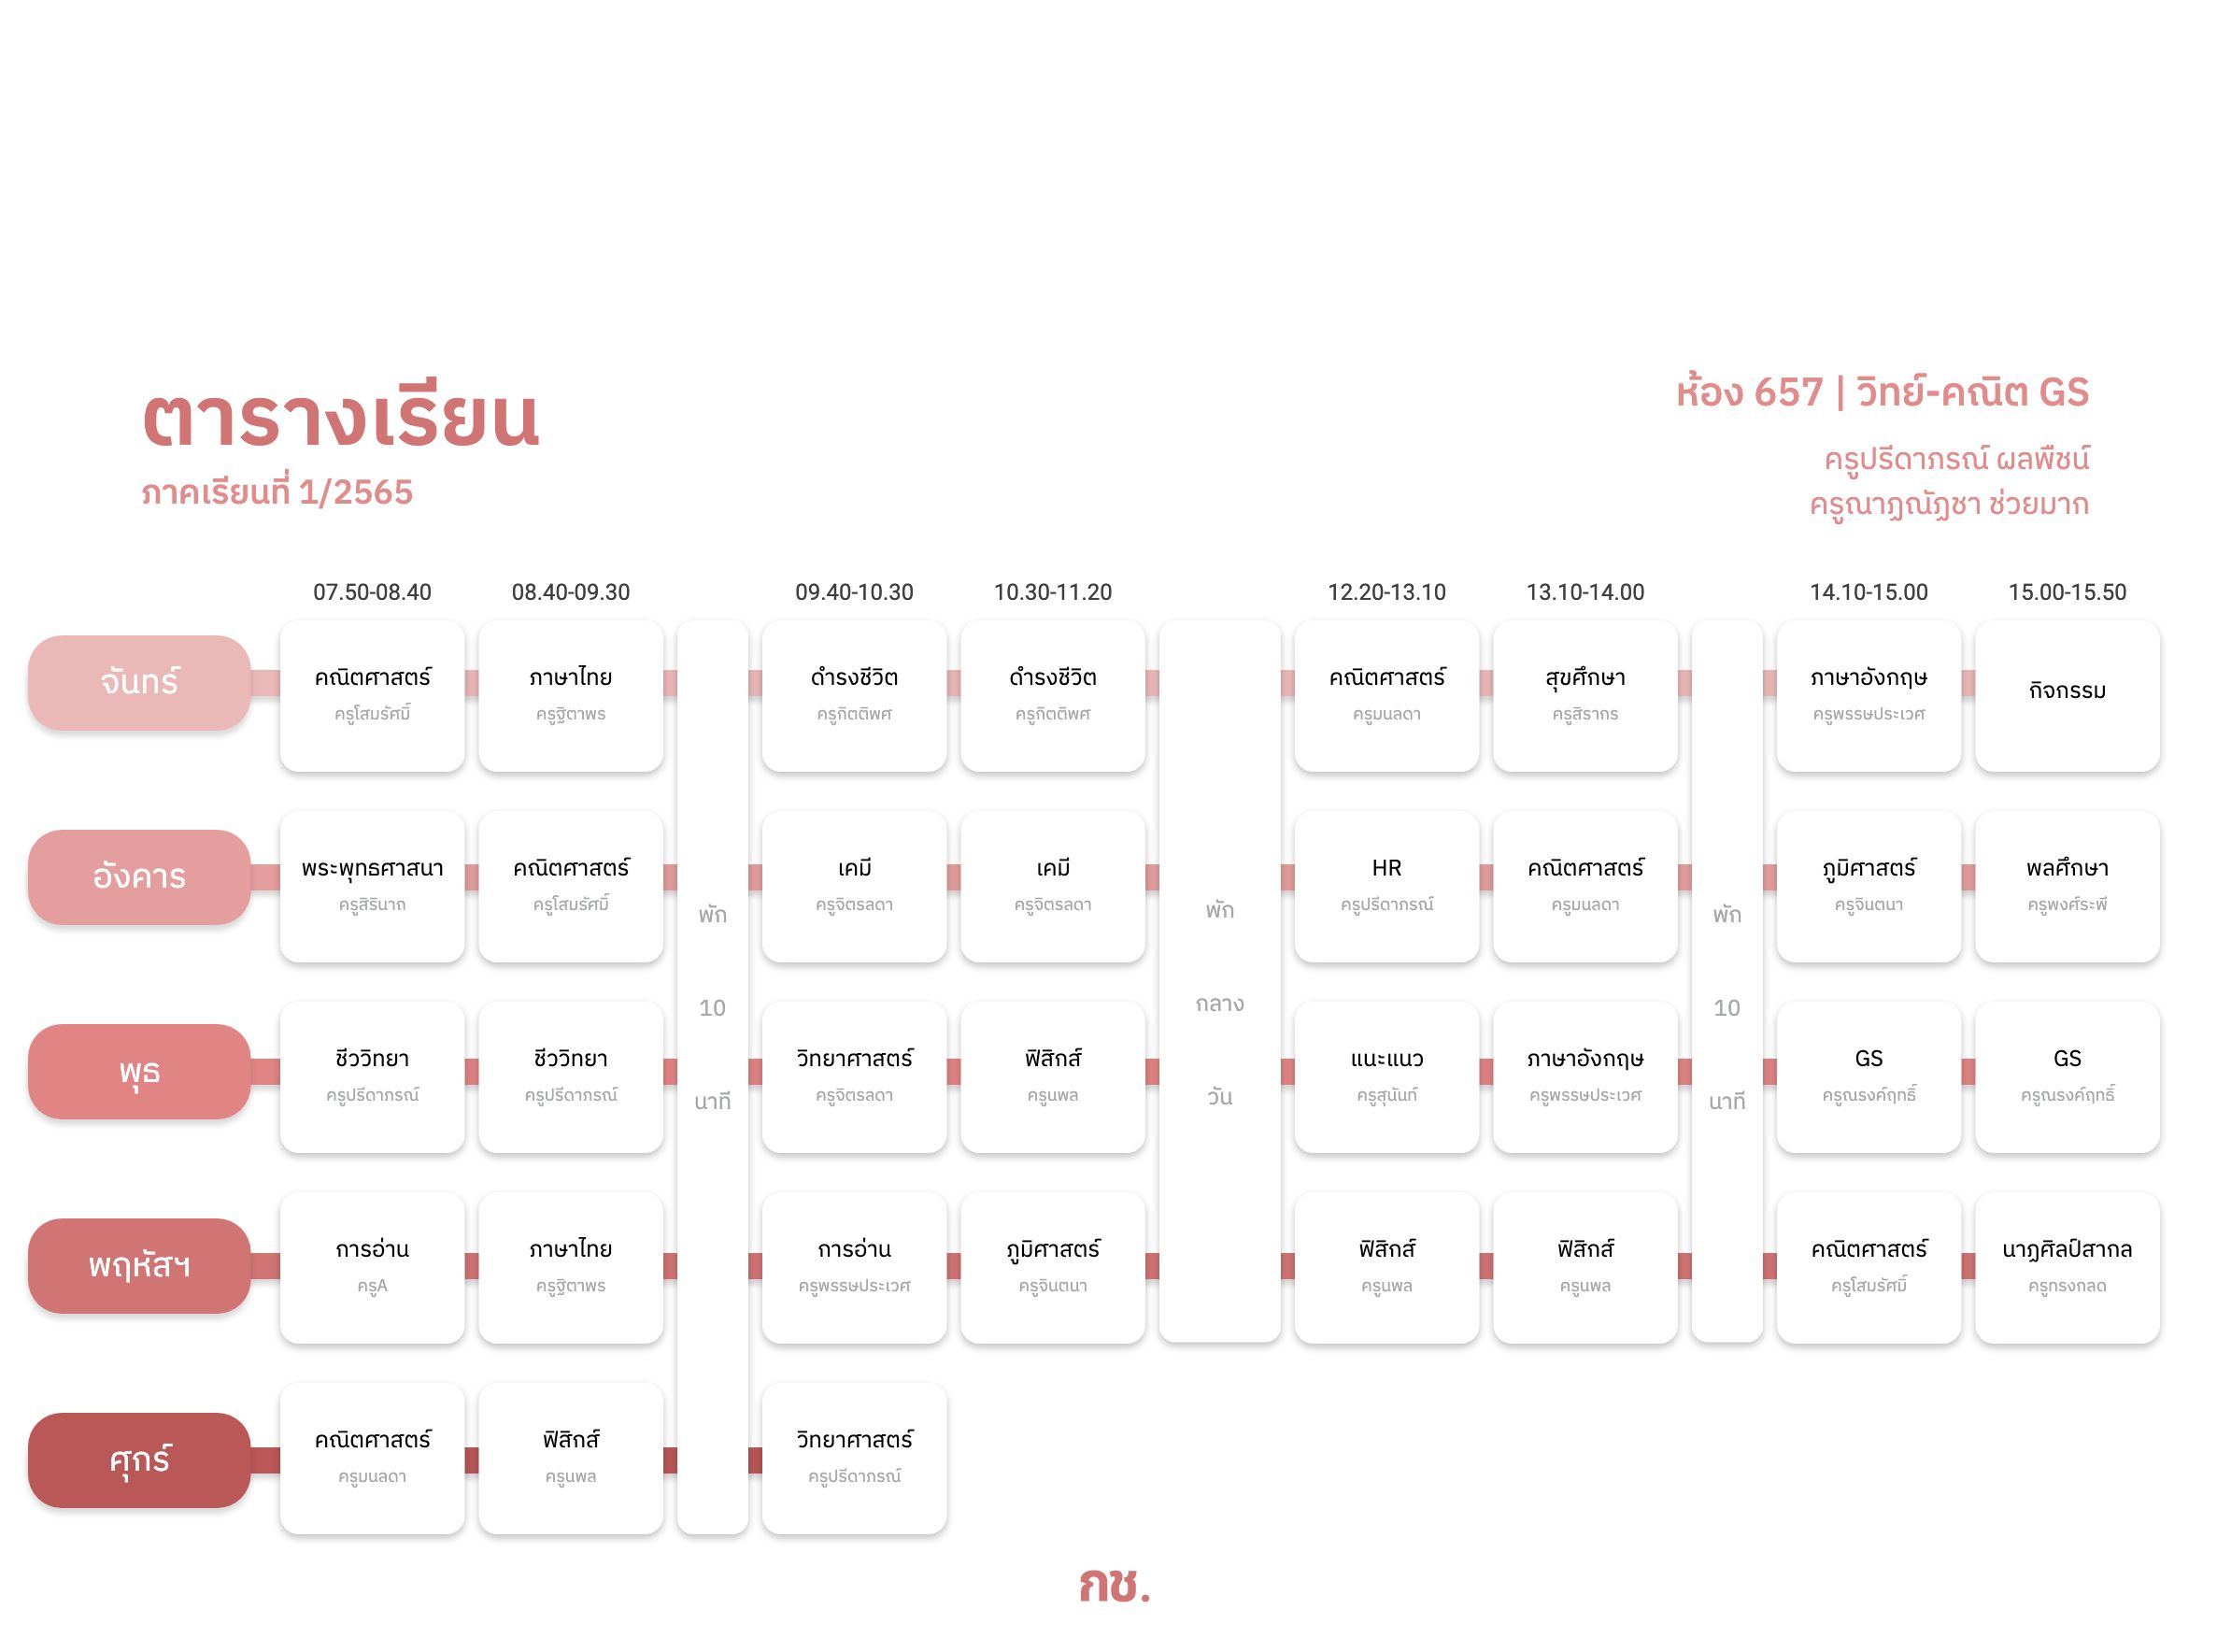 ตารางเรียน
ภาคเรียนที่ 1/2565
ห้อง 657 | วิทย์-คณิต GS
ครูปรีดาภรณ์ ผลพืชน์
ครูณาฏณัฏชา ช่วยมาก
07.50-08.40 08.40-09.30 09.40-10.30 10.30-11.20 12.20-13.10 13.10-14.00 14.10-15.00 15.00-15.50
จันทร์
คณิตศาสตร์ ภาษาไทย ดำรงชีวิต ดำรงชีวิต คณิตศาสตร์ สุขศึกษา ภาษาอังกฤษ กิจกรรม
ครูโสมรัศมิ์ ครูฐิตาพร ครูกิตติพศ ครูกิตติพศ ครูมนลดา ครูสิรากร ครูพรรษประเวศ
อังคาร
พระพุทธศาสนา คณิตศาสตร์ เคมี เคมี HR คณิตศาสตร์ ภูมิศาสตร์ พลศึกษา
ครูสิรินาถ ครูโสมรัศมิ์ ครูจิตรลดา ครูจิตรลดา ครูปรีดาภรณ์ ครูมนลดา ครูจินตนา ครูพงศ์ระพี
พัก
10
นาที
พัก
กลาง
วัน
พัก
10
นาที
พุธ
ชีววิทยา ชีววิทยา วิทยาศาสตร์ ฟิสิกส์ แนะแนว ภาษาอังกฤษ GS GS
ครูปรีดาภรณ์ ครูปรีดาภรณ์ ครูจิตรลดา ครูนพล ครูสุนันท์ ครูพรรษประเวศ ครูณรงค์ฤทธิ์ ครูณรงค์ฤทธิ์
พฤหัสฯ
การอ่าน ภาษาไทย การอ่าน ภูมิศาสตร์ ฟิสิกส์ ฟิสิกส์ คณิตศาสตร์ นาฏศิลป์สากล
ครูA ครูฐิตาพร ครูพรรษประเวศ ครูจินตนา ครูนพล ครูนพล ครูโสมรัศมิ์ ครูทรงกลด
ศุกร์
คณิตศาสตร์ ฟิสิกส์ วิทยาศาสตร์
ครูมนลดา ครูนพล ครูปรีดาภรณ์
กช.